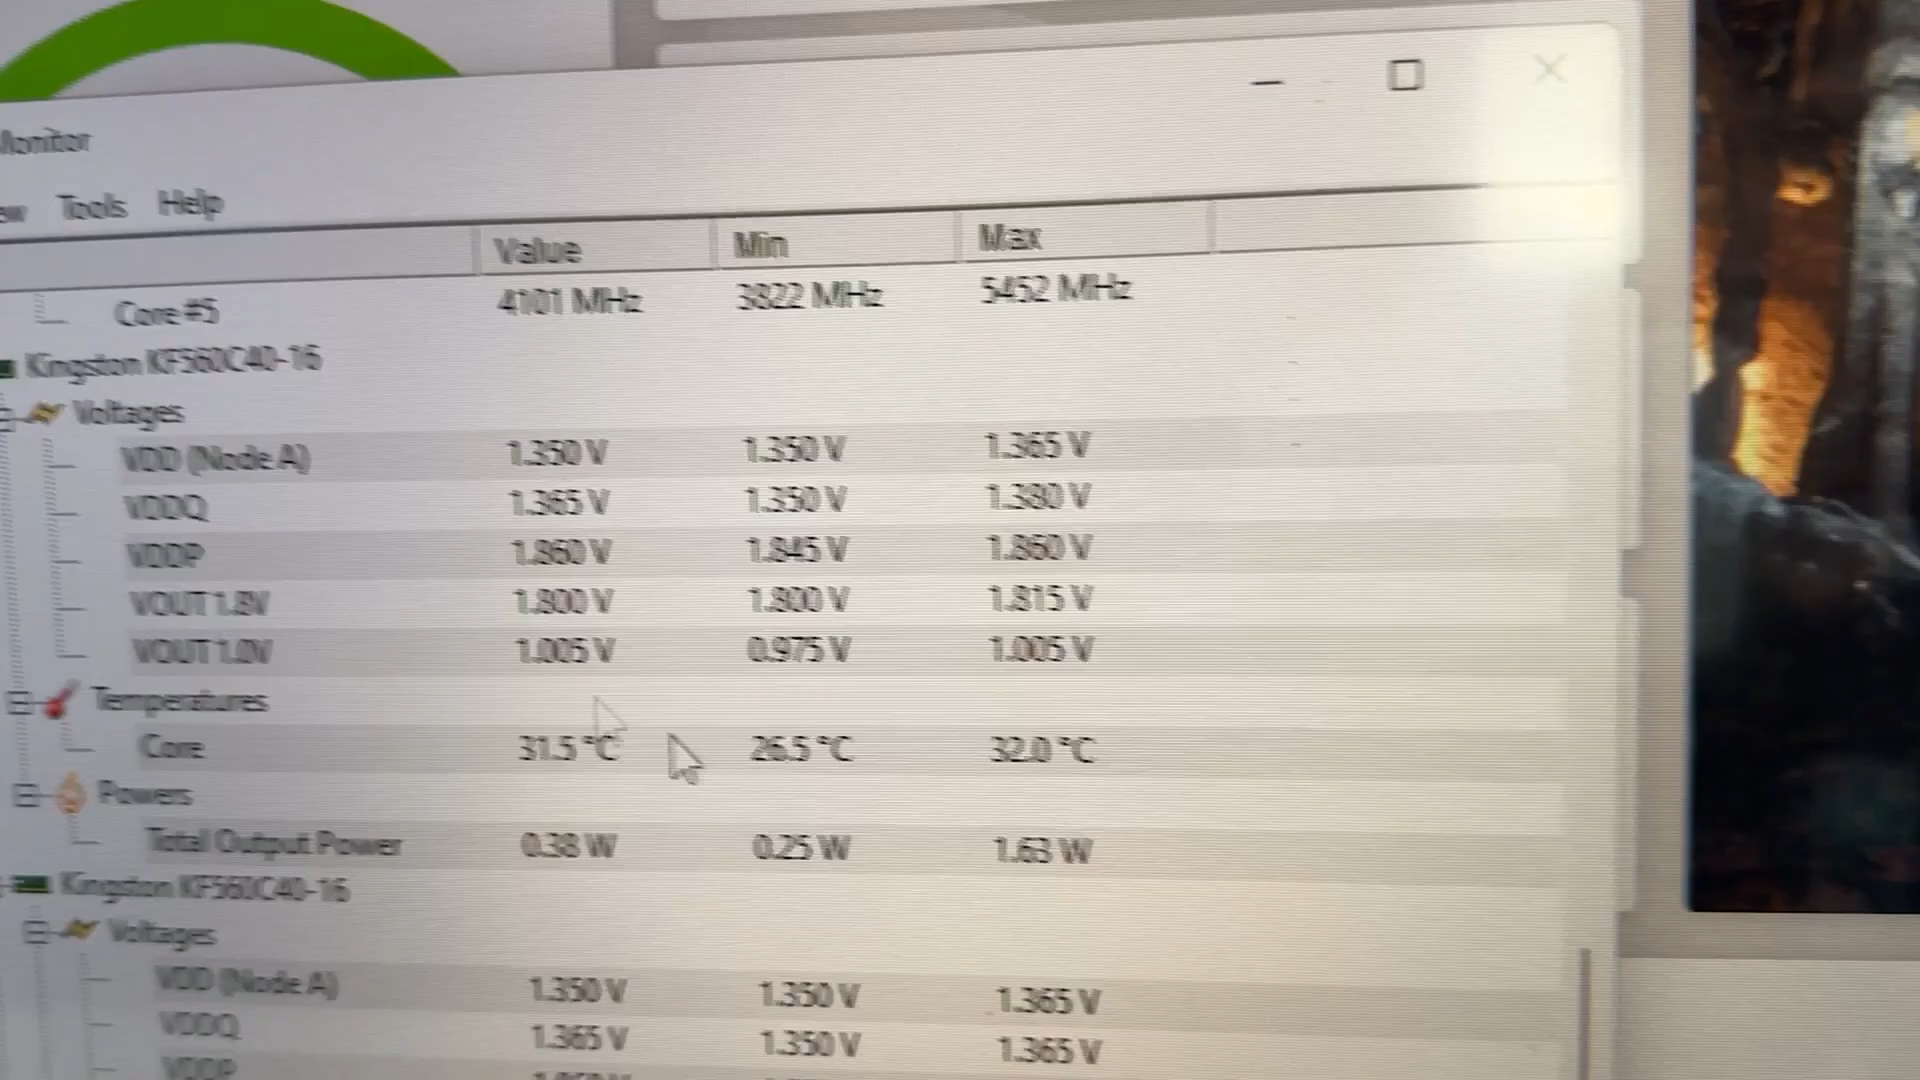 Monitor
ew Tools Help
Value Min Max
Core #5 4101 MHz 3822 MHz 5452 MHz
Kingston KF560C40-16
Voltages
VDD (Node A) 1.350 V 1.350 V 1.365 V
VDDQ 1.365 V 1.350 V 1.380 V
VDDP 1.860 V 1.845 V 1.860 V
VOUT 1.8V 1.800 V 1.800 V 1.815 V
VOUT 1.0V 1.005 V 0.975 V 1.005 V
Temperatures
Core 31.5 °C 26.5 °C 32.0 °C
Powers
Total Output Power 0.38 W 0.25 W 1.63 W
Kingston KF560C40-16
Voltages
VDD (Node A) 1.350 V 1.350 V 1.365 V
VDDQ 1.365 V 1.350 V 1.365 V
VDDP